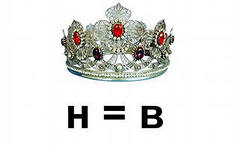 H = B